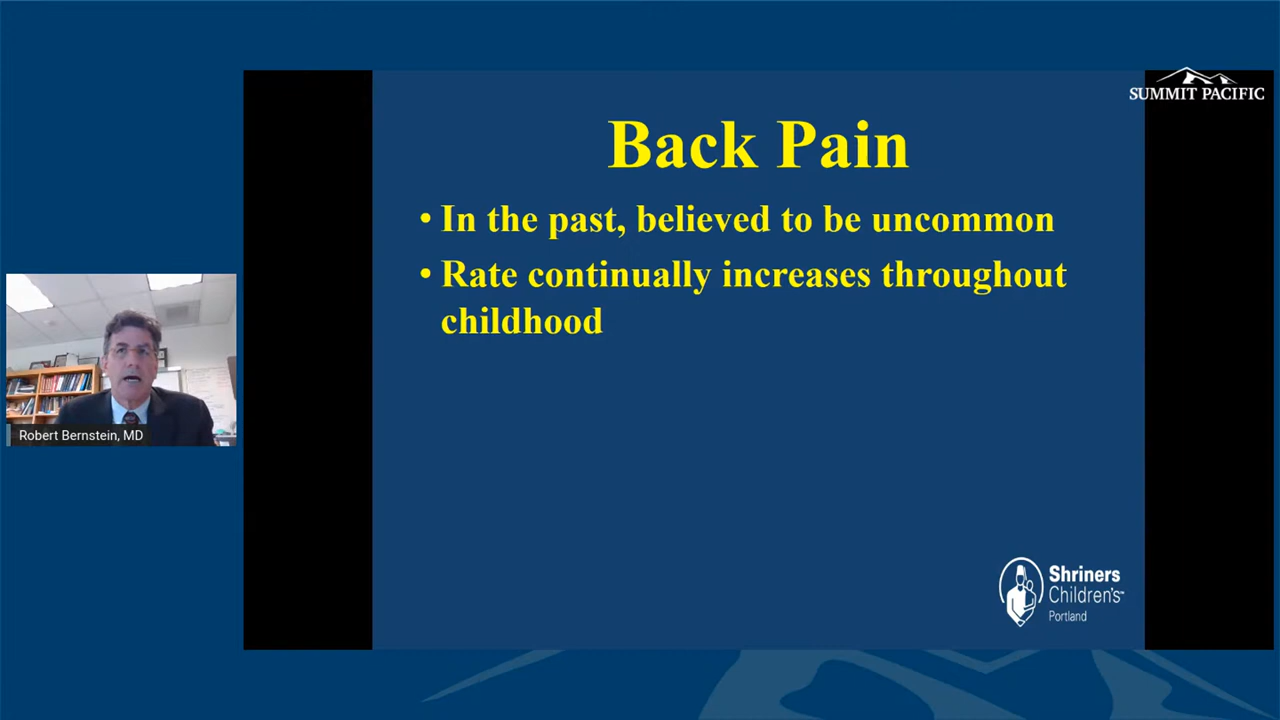 SUMMIT PACIFIC
Back Pain
• In the past, believed to be uncommon
• Rate continually increases throughout
childhood
Robert Bernstein, MD
Shriners
Children's™
Portland